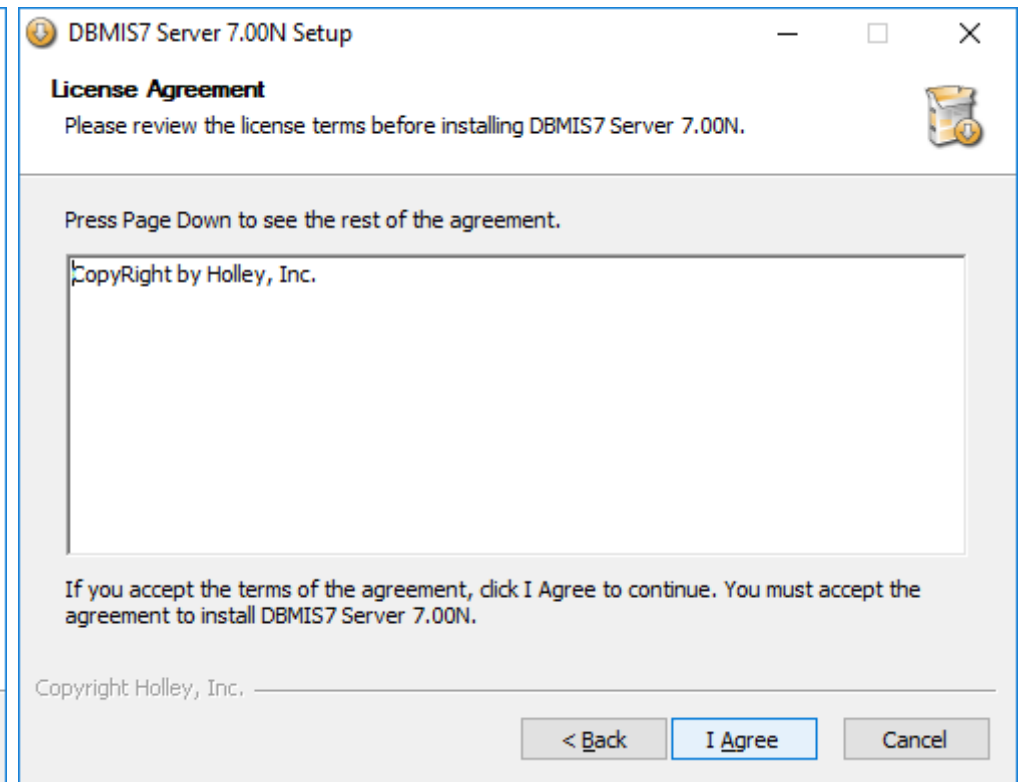 DBMIS7 Server 7.00N Setup
License Agreement
Please review the license terms before installing DBMIS7 Server 7.00N.
Press Page Down to see the rest of the agreement.
CopyRight by Holley, Inc.
If you accept the terms of the agreement, click I Agree to continue. You must accept the
agreement to install DBMIS7 Server 7.00N.
Copyright Holley, Inc.
< Back
I Agree
Cancel